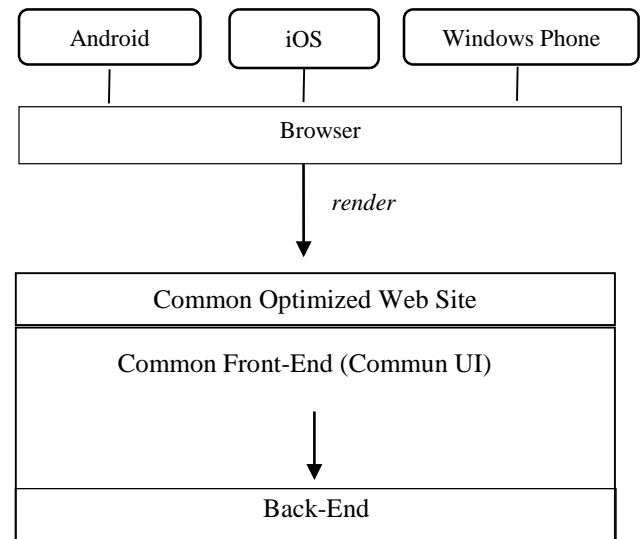 Android
iOS
Windows Phone
Browser
render
Common Optimized Web Site
Common Front-End (Commun UI)
Back-End